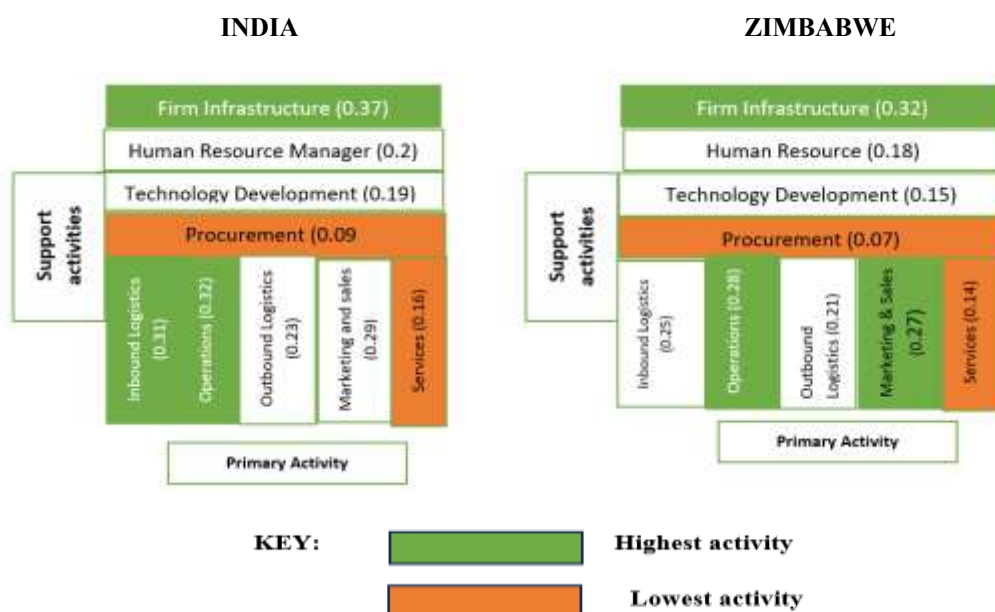 INDIA
Firm Infrastructure (0.37)
Human Resource Manager (0.2)
Technology Development (0.19)
Procurement (0.09
Support
activities
Inbound Logistics
(0.31)
Operations (0.32)
Outbound Logistics
(0.23)
Marketing and sales
(0.29)
Services (0.16)
Primary Activity
ZIMBABWE
Firm Infrastructure (0.32)
Human Resource (0.18)
Technology Development (0.15)
Procurement (0.07)
Support
activities
Inbound Logistics
(0.25)
Operations (0.28)
Outbound
Logistics (0.21)
Marketing & Sales
(0.27)
Services (0.14)
Primary Activity
KEY:
Highest activity
Lowest activity